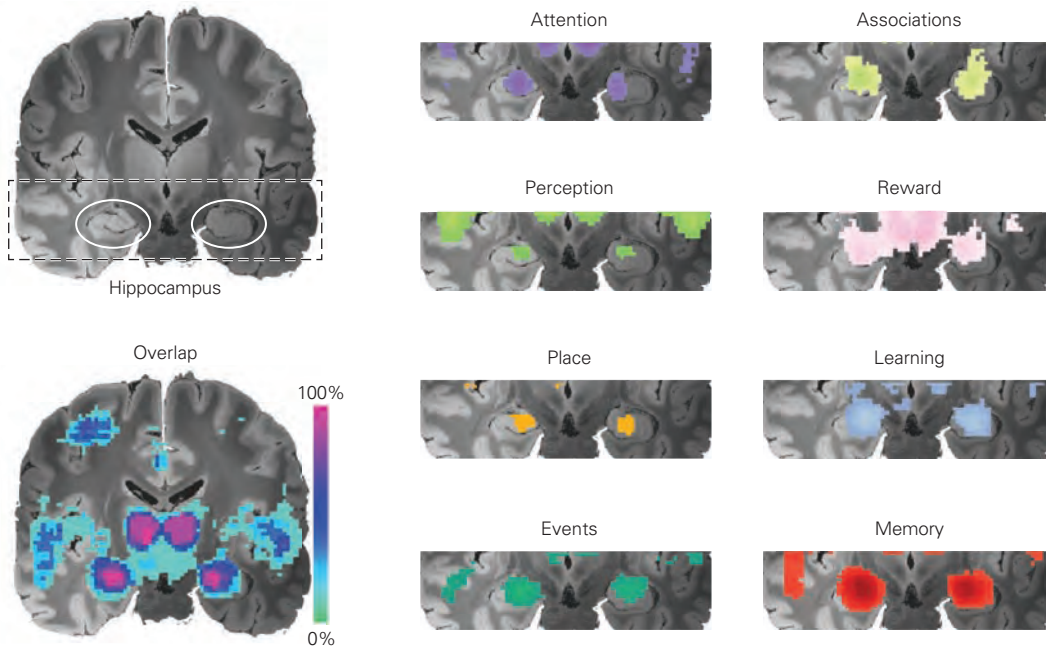 Attention
Associations
Perception
Reward
Hippocampus
Overlap
Place
Learning
100%
Events
Memory
0%